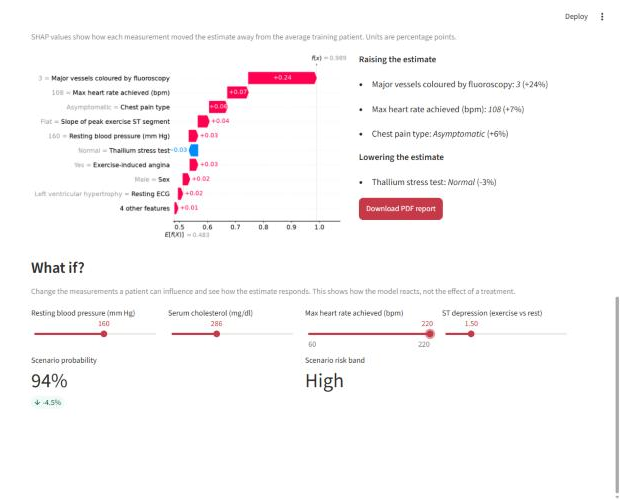 Deploy
SHAP values show how each measurement moved the estimate away from the average training patient. Units are percentage points.
f(x) = 0.989
3 = Major vessels coloured by fluoroscopy +0.24
108 = Max heart rate achieved (bpm) +0.07
Asymptomatic = Chest pain type +0.06
Flat = Slope of peak exercise ST segment +0.04
160 = Resting blood pressure (mm Hg) +0.03
Normal = Thallium stress test −0.03
Yes = Exercise-induced angina +0.03
Male = Sex +0.02
Left ventricular hypertrophy = Resting ECG +0.02
4 other features +0.01
0.5 0.6 0.7 0.8 0.9 1.0
E[f(X)] = 0.483
Raising the estimate
Major vessels coloured by fluoroscopy: 3 (+24%)
Max heart rate achieved (bpm): 108 (+7%)
Chest pain type: Asymptomatic (+6%)
Lowering the estimate
Thallium stress test: Normal (-3%)
Download PDF report
What if?
Change the measurements a patient can influence and see how the estimate responds. This shows how the model reacts, not the effect of a treatment.
Resting blood pressure (mm Hg) Serum cholesterol (mg/dl) Max heart rate achieved (bpm) ST depression (exercise vs rest)
160 286 220 1.50
60 220
Scenario probability Scenario risk band
94% High
-4.5%